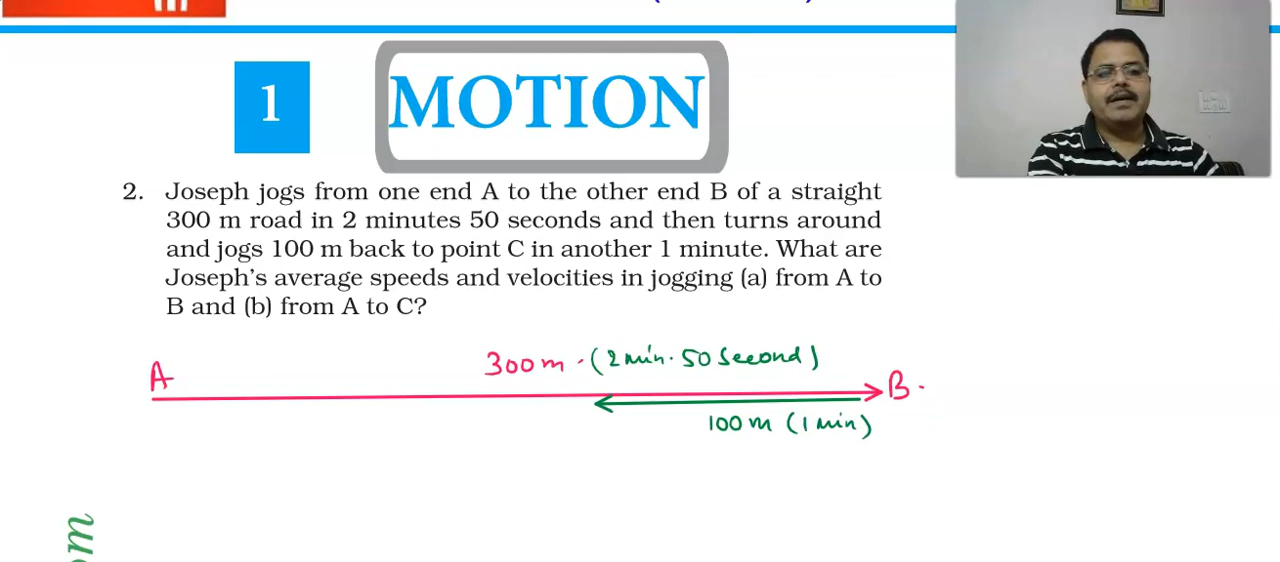 1
MOTION
2. Joseph jogs from one end A to the other end B of a straight
300 m road in 2 minutes 50 seconds and then turns around
and jogs 100 m back to point C in another 1 minute. What are
Joseph's average speeds and velocities in jogging (a) from A to
B and (b) from A to C?
A 300m · (2 min. 50 Second) B.
100 m (1 min)
om